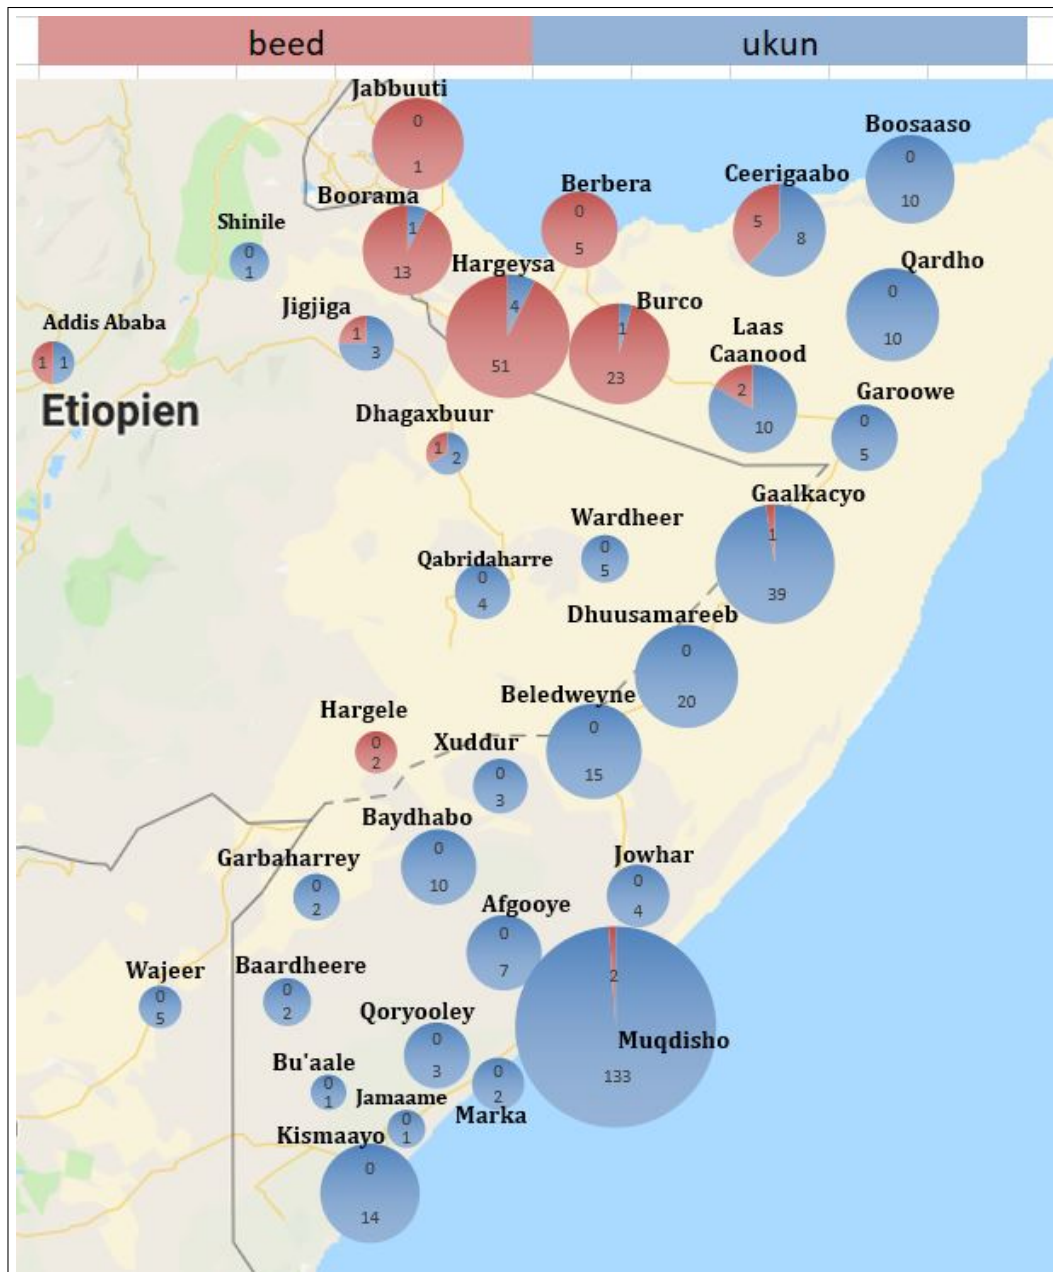 beed ukun
Jabbuuti
0
1
Boosaaso
0
10
Ceerigaabo
5 8
Berbera
0
5
Boorama
1
13
Shinile
0
1
Hargeysa
4
51
Qardho
0
10
Burco
1
23
Jigjiga
1 3
Addis Ababa
1 1
Laas
Caanood
2
10
Garoowe
0
5
Etiopien
Dhagaxbuur
1 2
Gaalkacyo
1
39
Wardheer
0
5
Qabridaharre
0
4
Dhuusamareeb
0
20
Beledweyne
0
15
Hargele
0
2
Xuddur
0
3
Baydhabo
0
10
Jowhar
0
4
Garbaharrey
0
2
Afgooye
0
7
Wajeer
0
5
Baardheere
0
2
Muqdisho
2
133
Qoryooley
0
3
Bu'aale
0
1
Marka
0
2
Jamaame
0
1
Kismaayo
0
14